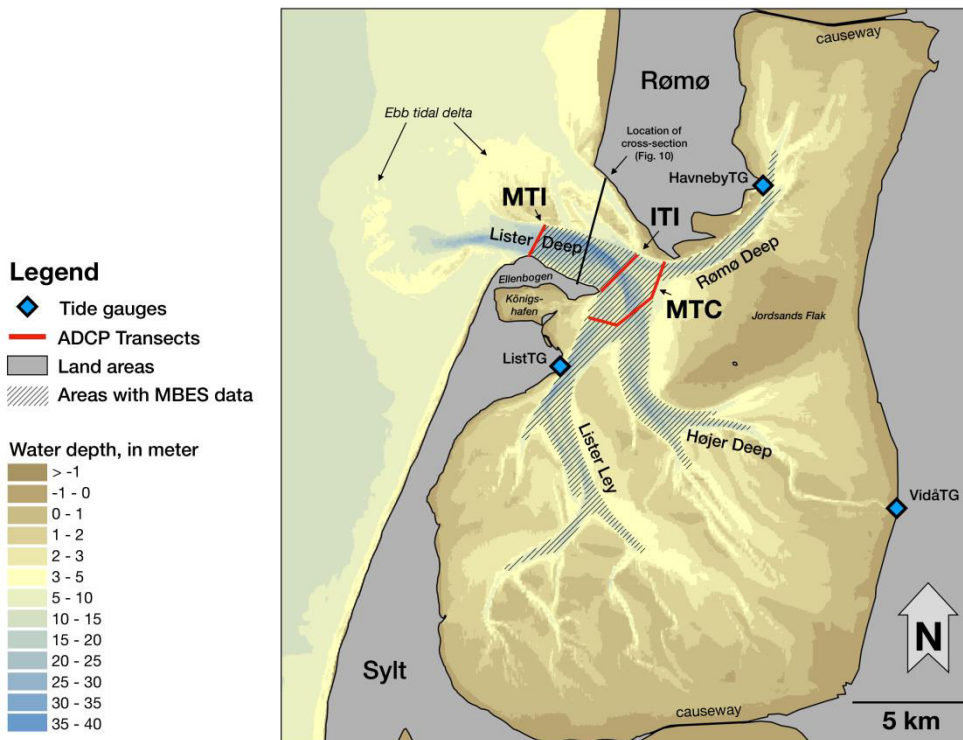 causeway
Rømø
Ebb tidal delta
Location of
cross-section
(Fig. 10)
HavnebyTG
MTI
ITI
Lister Deep
Rømø Deep
Ellenbogen
Königs-
hafen
MTC
Jordsands Flak
ListTG
Højer Deep
Lister Ley
VidåTG
N
Sylt
causeway
5 km
Legend
Tide gauges
ADCP Transects
Land areas
Areas with MBES data
Water depth, in meter
> -1
-1 - 0
0 - 1
1 - 2
2 - 3
3 - 5
5 - 10
10 - 15
15 - 20
20 - 25
25 - 30
30 - 35
35 - 40